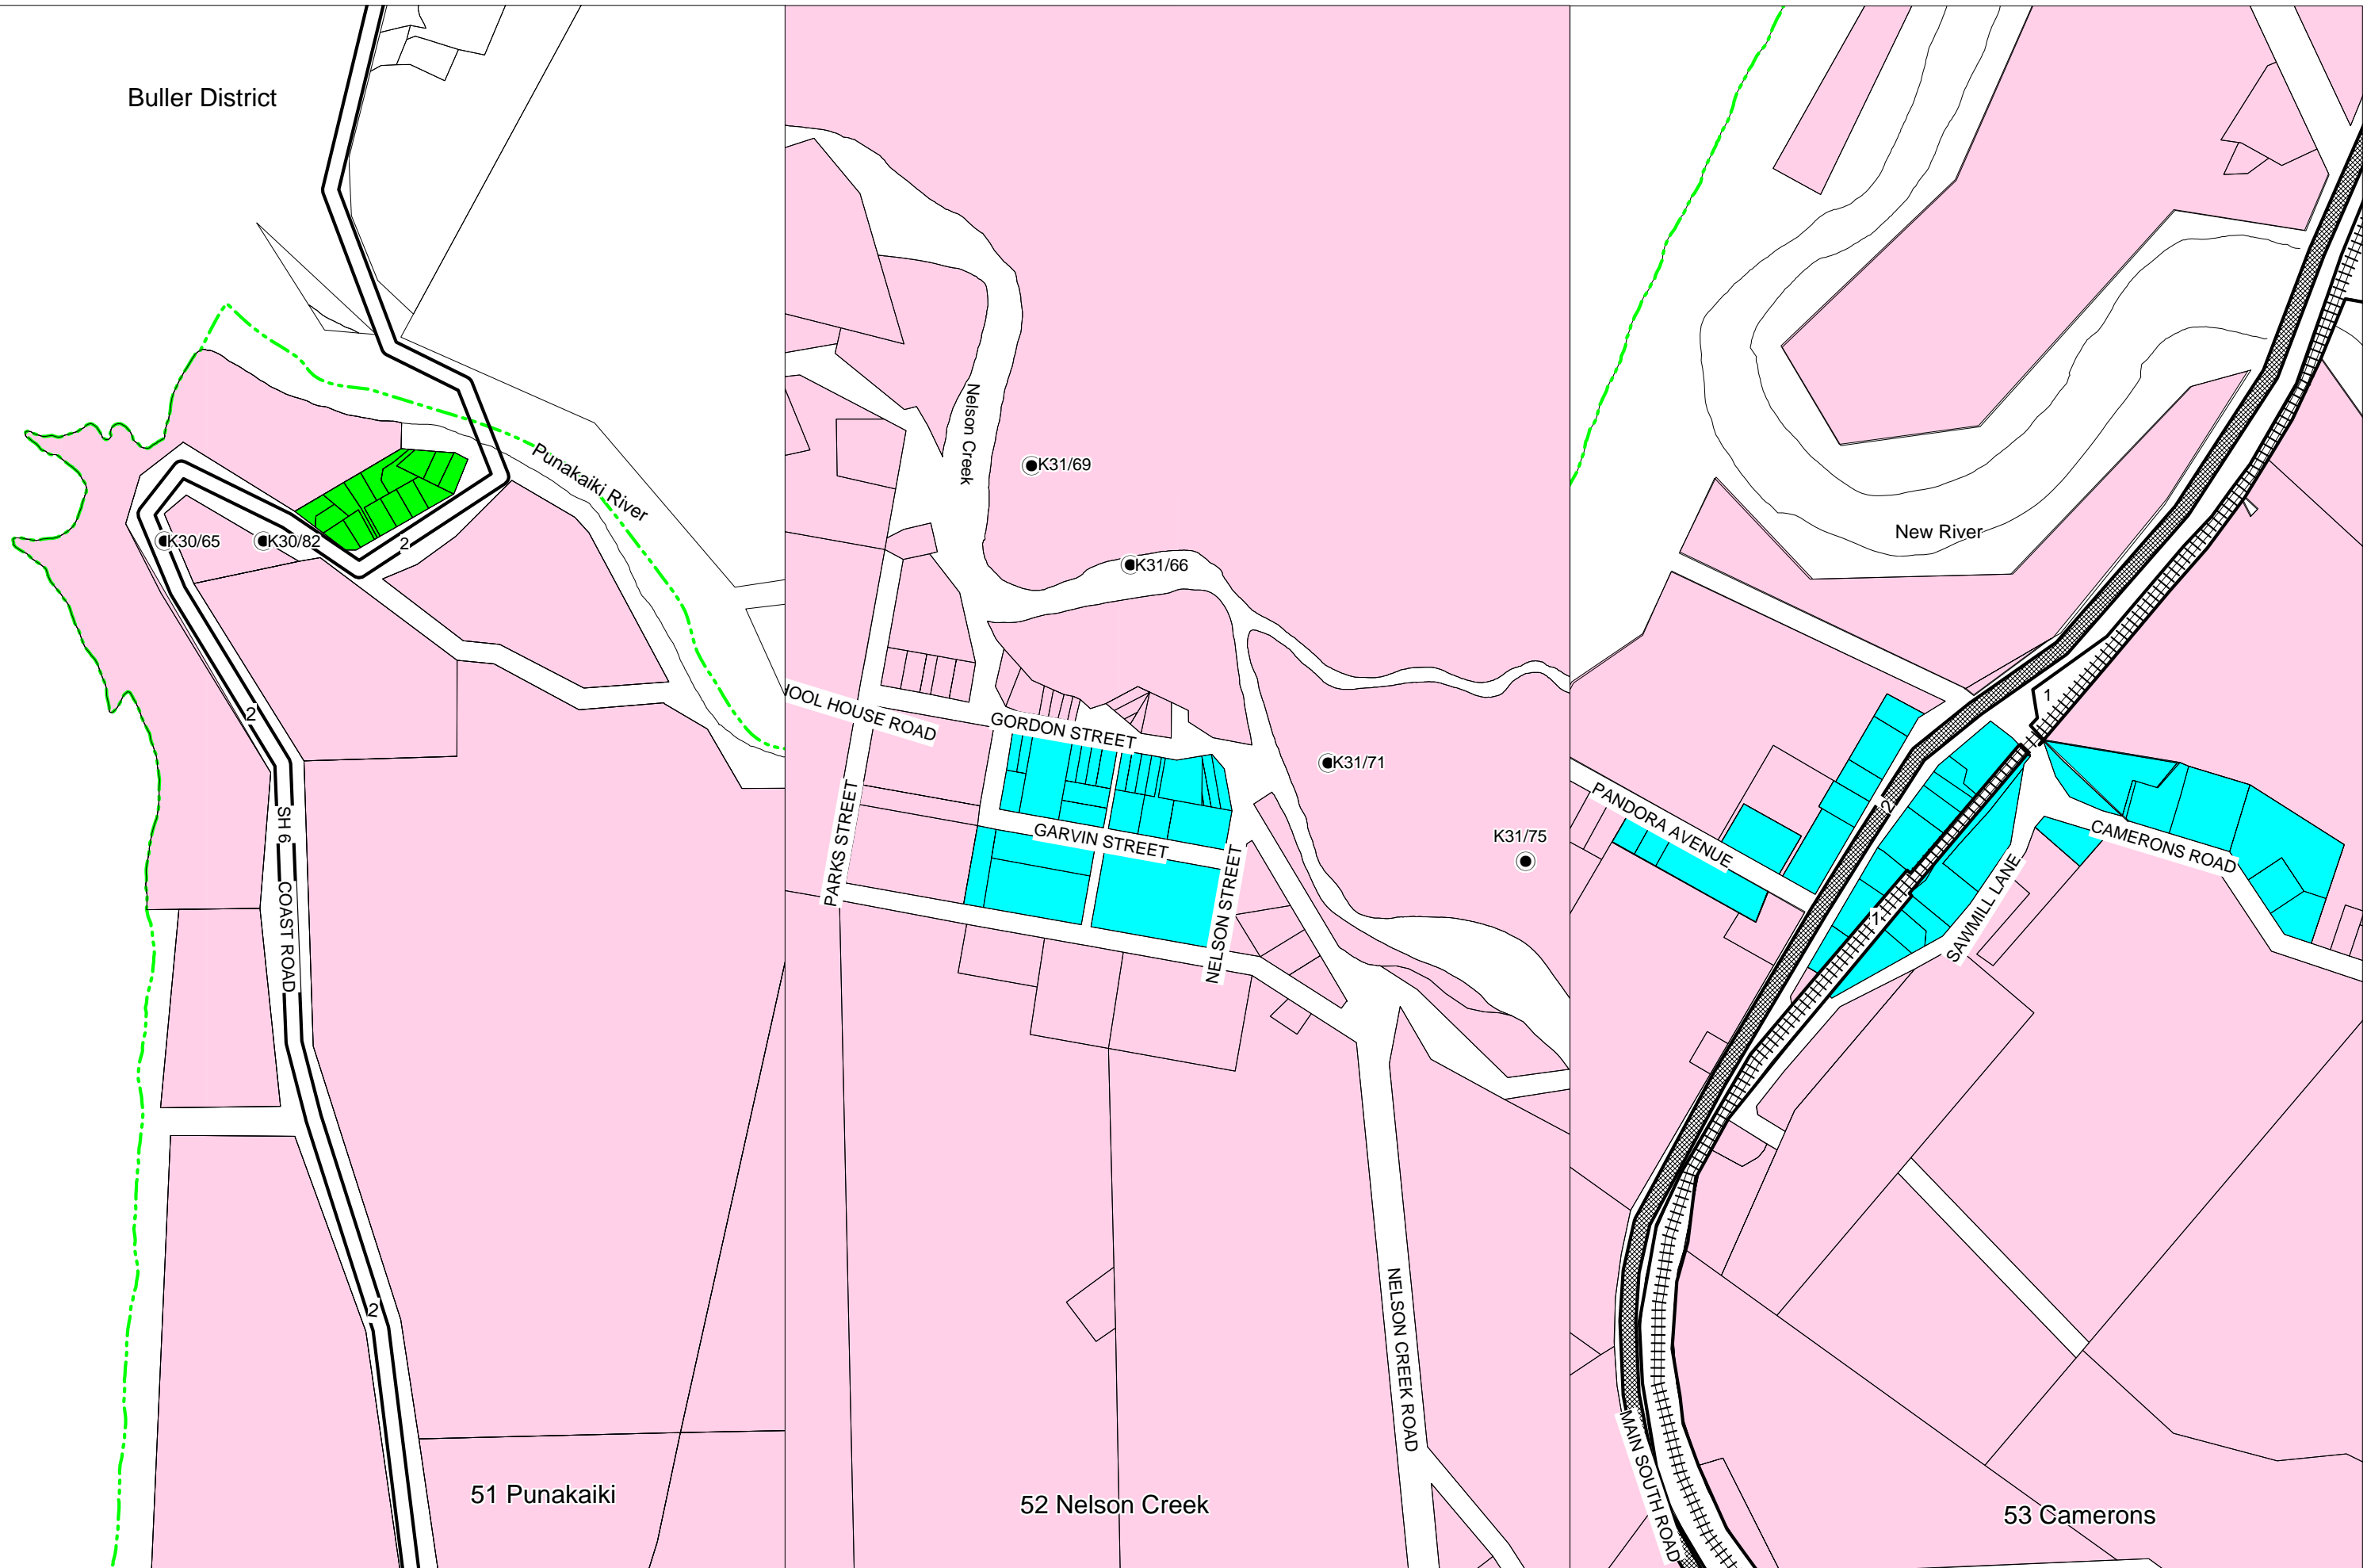 Buller District
Punakaiki River
K30/65
K30/82
2
2
SH 6
COAST ROAD
2
51 Punakaiki
Nelson Creek
K31/69
K31/66
OOL HOUSE ROAD
GORDON STREET
K31/71
PARKS STREET
GARVIN STREET
K31/75
NELSON STREET
NELSON CREEK ROAD
52 Nelson Creek
New River
1
PANDORA AVENUE
2
CAMERONS ROAD
SAWMILL LANE
1
MAIN SOUTH ROAD
53 Camerons